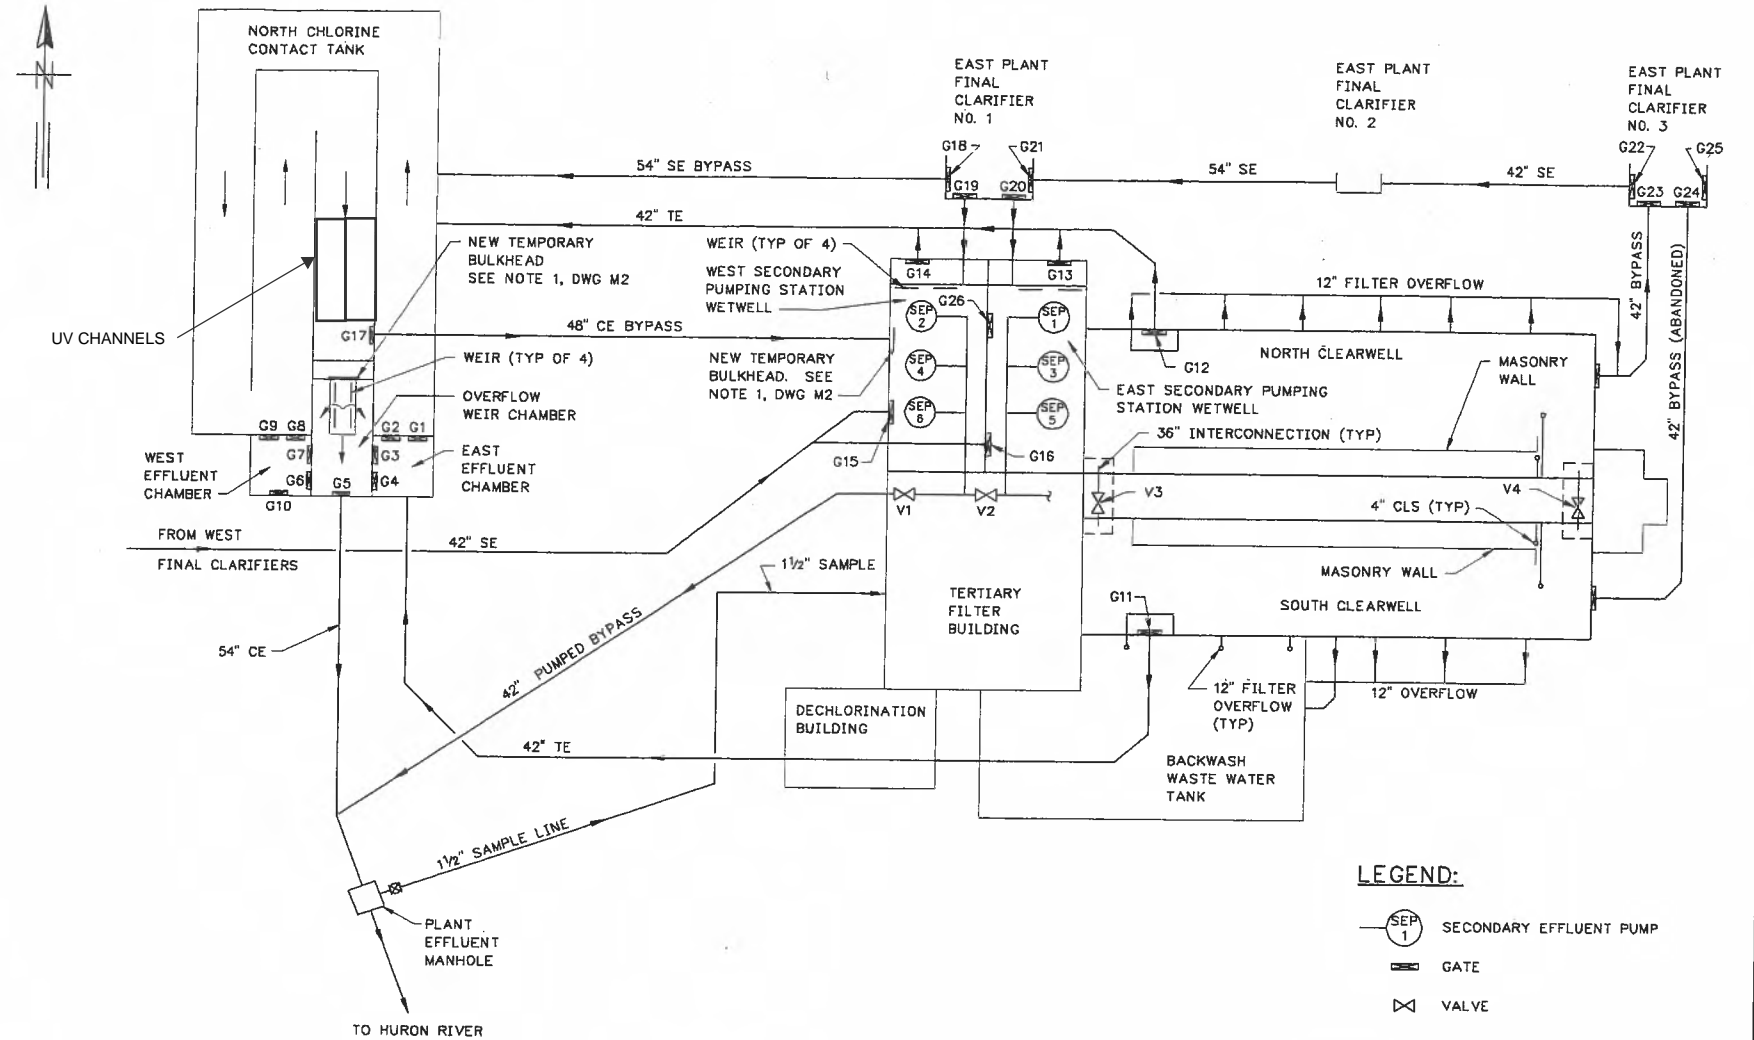 N
NORTH CHLORINE
CONTACT TANK
EAST PLANT
FINAL
CLARIFIER
NO. 1
EAST PLANT
FINAL
CLARIFIER
NO. 2
EAST PLANT
FINAL
CLARIFIER
NO. 3
G18
G21
G22
G25
54" SE BYPASS
G19
G20
54" SE
42" SE
G23
G24
42" TE
NEW TEMPORARY
BULKHEAD
SEE NOTE 1, DWG M2
WEIR (TYP OF 4)
G14
G13
WEST SECONDARY
PUMPING STATION
WETWELL
G26
12" FILTER OVERFLOW
42" BYPASS
42" BYPASS (ABANDONED)
UV CHANNELS
G17
48" CE BYPASS
SEP
2
SEP
1
SEP
4
SEP
3
SEP
6
SEP
5
NORTH CLEARWELL
G12
MASONRY
WALL
WEIR (TYP OF 4)
NEW TEMPORARY
BULKHEAD. SEE
NOTE 1, DWG M2
OVERFLOW
WEIR CHAMBER
EAST SECONDARY PUMPING
STATION WETWELL
G9
G8
G2
G1
G7
G3
36" INTERCONNECTION (TYP)
WEST
EFFLUENT
CHAMBER
EAST
EFFLUENT
CHAMBER
G15
G16
G6
G5
G4
G10
V1
V2
V3
V4
4" CLS (TYP)
FROM WEST
FINAL CLARIFIERS
42" SE
1½" SAMPLE
MASONRY WALL
TERTIARY
FILTER
BUILDING
G11
SOUTH CLEARWELL
54" CE
42" PUMPED BYPASS
12" FILTER
OVERFLOW
(TYP)
12" OVERFLOW
DECHLORINATION
BUILDING
42" TE
BACKWASH
WASTE WATER
TANK
1½" SAMPLE LINE
PLANT
EFFLUENT
MANHOLE
TO HURON RIVER
LEGEND:
SEP
1
SECONDARY EFFLUENT PUMP
GATE
VALVE